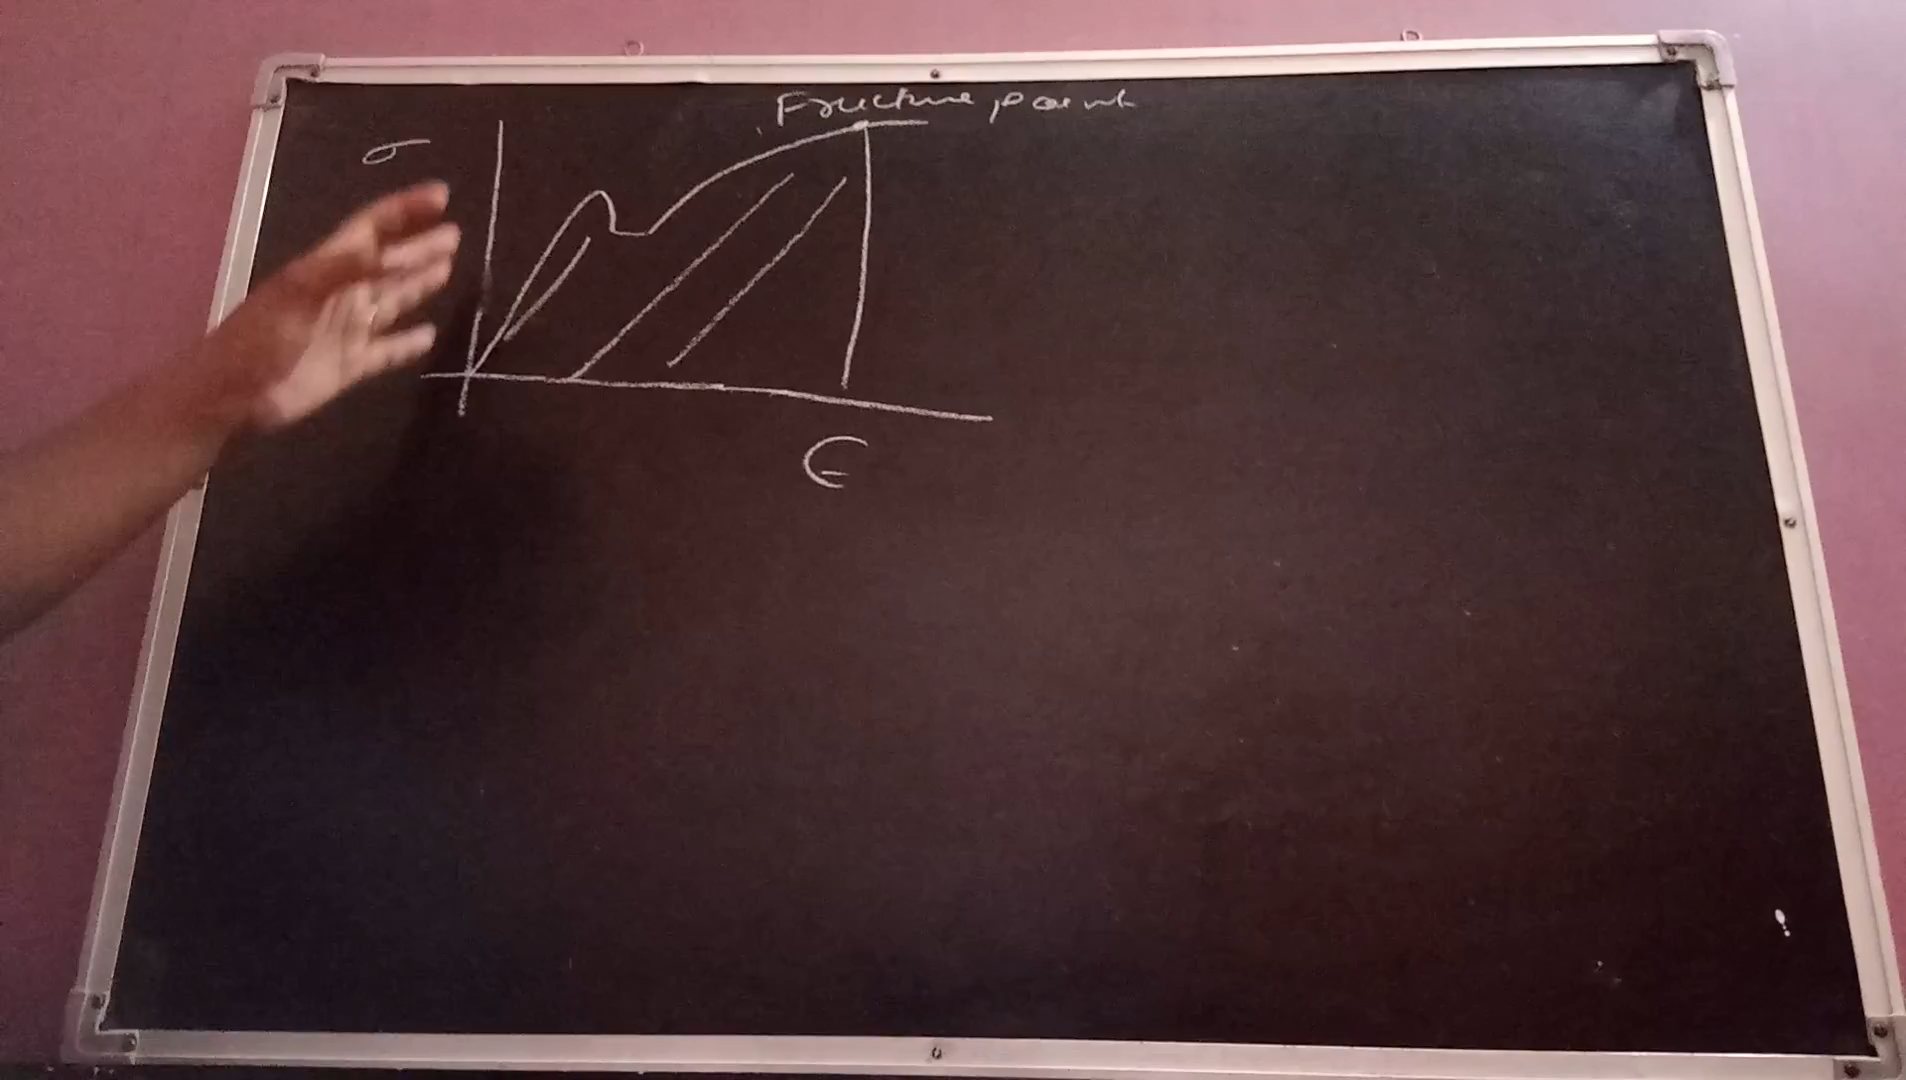 Fracture point
σ
ε